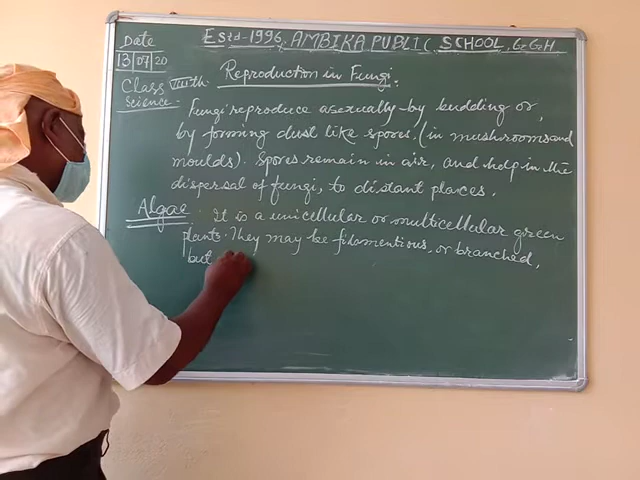 Estd-1996, AMBIKA PUBLIC SCHOOL, GZGH
Date
13 07 20
Class VIIIth.
Science-
Reproduction in Fungi.
Fungi reproduce asexually by budding or,
by forming dust like spores, (in mushrooms and
moulds). Spores remain in air, and help in the
dispersal of fungi, to distant places.
Algae. It is a unicellular or multicellular green
plants. They may be filamentious, or branched,
but